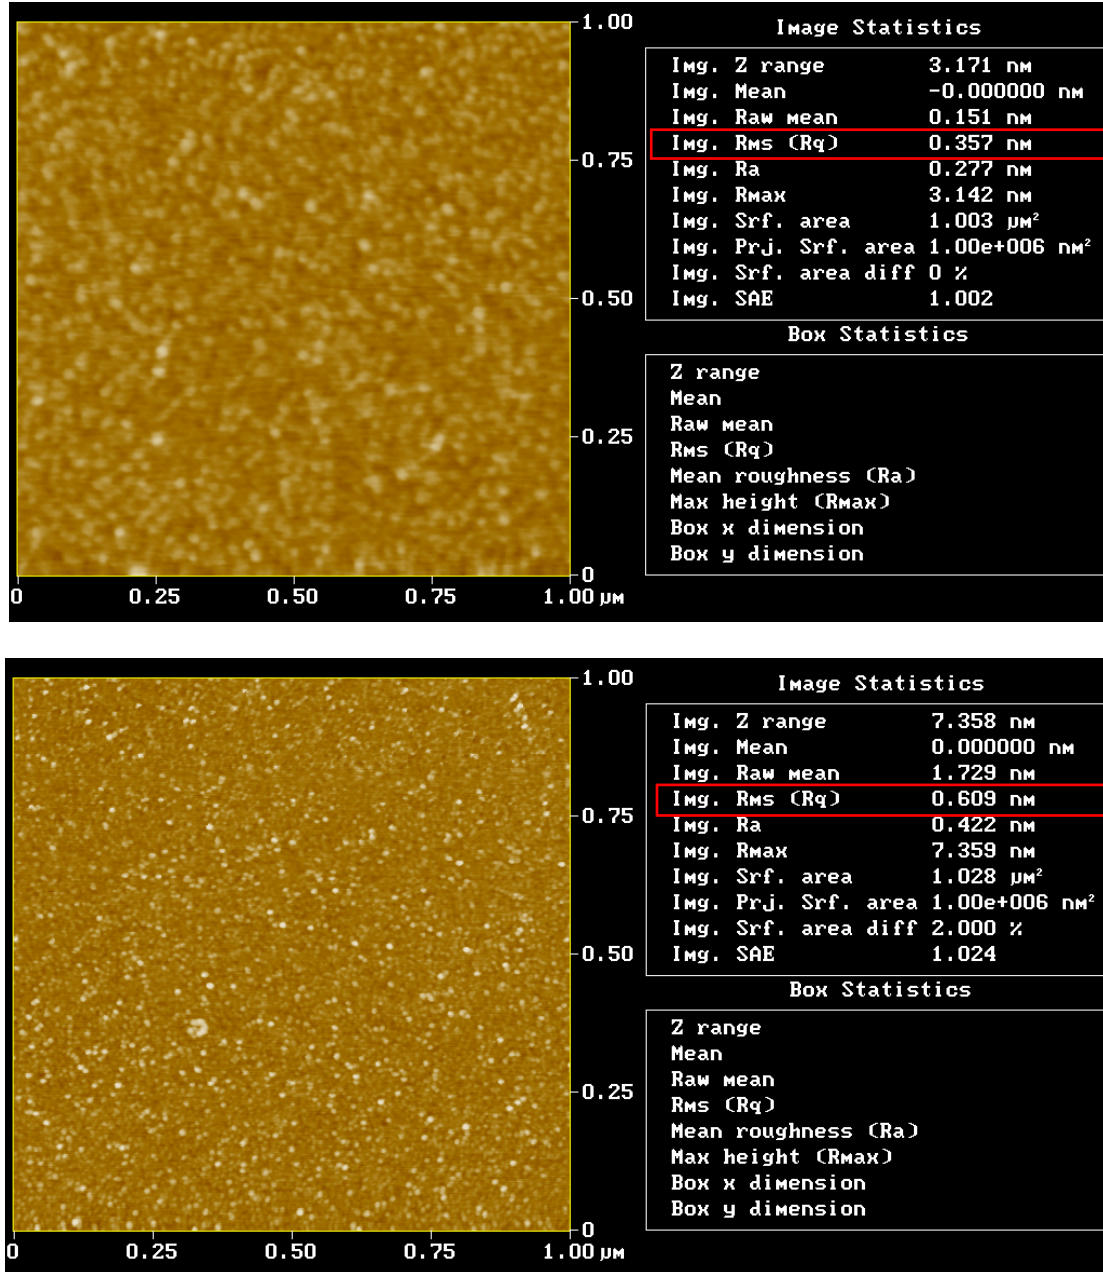 1.00
Image Statistics
Img. Z range 3.171 nm
Img. Mean -0.000000 nm
Img. Raw mean 0.151 nm
Img. Rms (Rq) 0.357 nm
0.75
Img. Ra 0.277 nm
Img. Rmax 3.142 nm
Img. Srf. area 1.003 µm²
Img. Prj. Srf. area 1.00e+006 nm²
Img. Srf. area diff 0 %
0.50
Img. SAE 1.002
Box Statistics
Z range
Mean
Raw mean
0.25
Rms (Rq)
Mean roughness (Ra)
Max height (Rmax)
Box x dimension
Box y dimension
0
0 0.25 0.50 0.75 1.00 µm
1.00
Image Statistics
Img. Z range 7.358 nm
Img. Mean 0.000000 nm
Img. Raw mean 1.729 nm
Img. Rms (Rq) 0.609 nm
0.75
Img. Ra 0.422 nm
Img. Rmax 7.359 nm
Img. Srf. area 1.028 µm²
Img. Prj. Srf. area 1.00e+006 nm²
Img. Srf. area diff 2.000 %
0.50
Img. SAE 1.024
Box Statistics
Z range
Mean
Raw mean
0.25
Rms (Rq)
Mean roughness (Ra)
Max height (Rmax)
Box x dimension
Box y dimension
0
0 0.25 0.50 0.75 1.00 µm